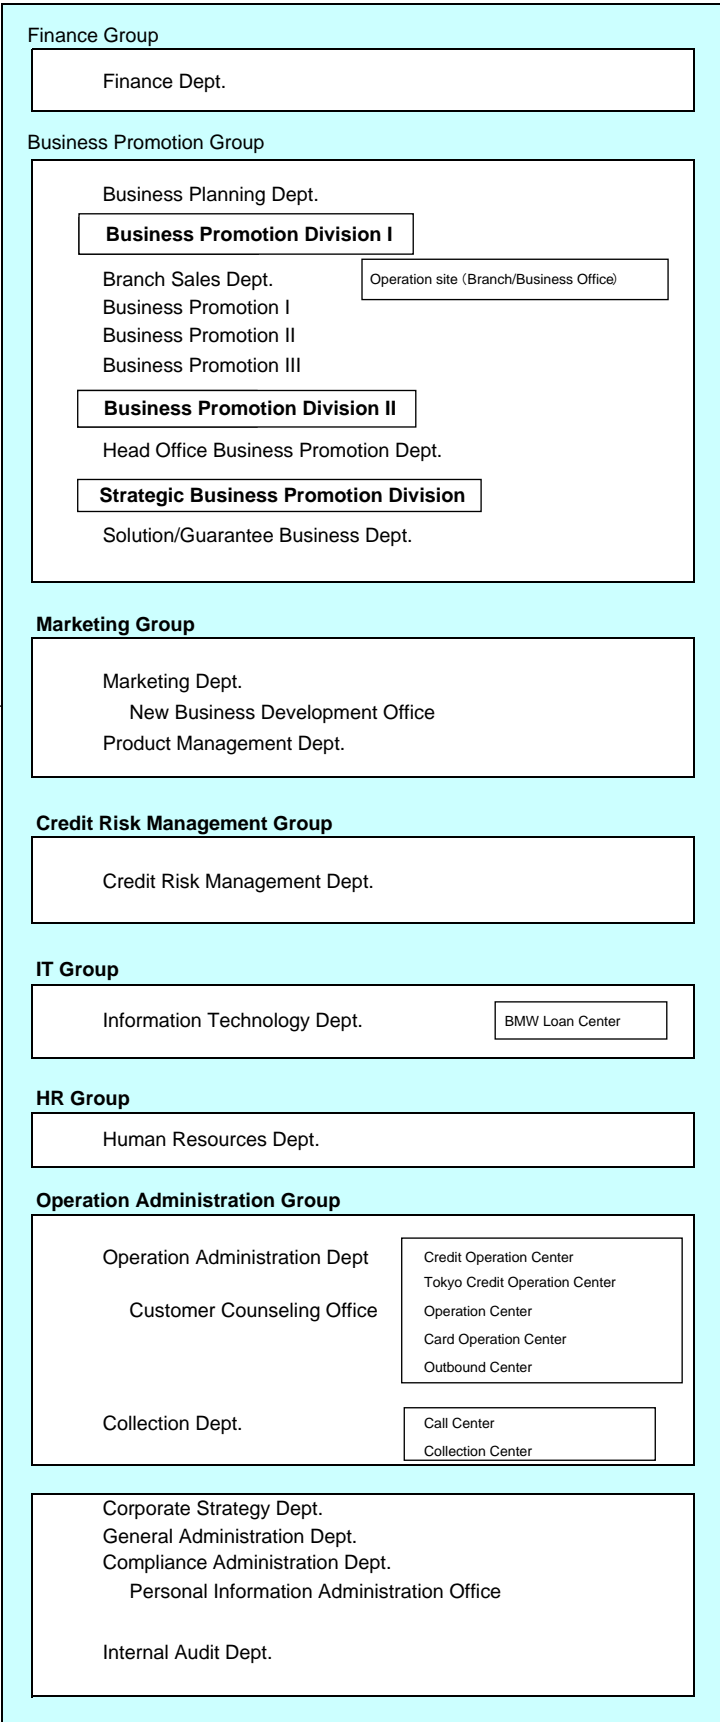 Finance Group
Finance Dept.
Business Promotion Group
Business Planning Dept.
Business Promotion Division I
Branch Sales Dept.
Operation site（Branch/Business Office）
Business Promotion I
Business Promotion II
Business Promotion III
Business Promotion Division II
Head Office Business Promotion Dept.
Strategic Business Promotion Division
Solution/Guarantee Business Dept.
Marketing Group
Marketing Dept.
New Business Development Office
Product Management Dept.
Credit Risk Management Group
Credit Risk Management Dept.
IT Group
Information Technology Dept.
BMW Loan Center
HR Group
Human Resources Dept.
Operation Administration Group
Operation Administration Dept
Credit Operation Center
Tokyo Credit Operation Center
Customer Counseling Office
Operation Center
Card Operation Center
Outbound Center
Collection Dept.
Call Center
Collection Center
Corporate Strategy Dept.
General Administration Dept.
Compliance Administration Dept.
Personal Information Administration Office
Internal Audit Dept.